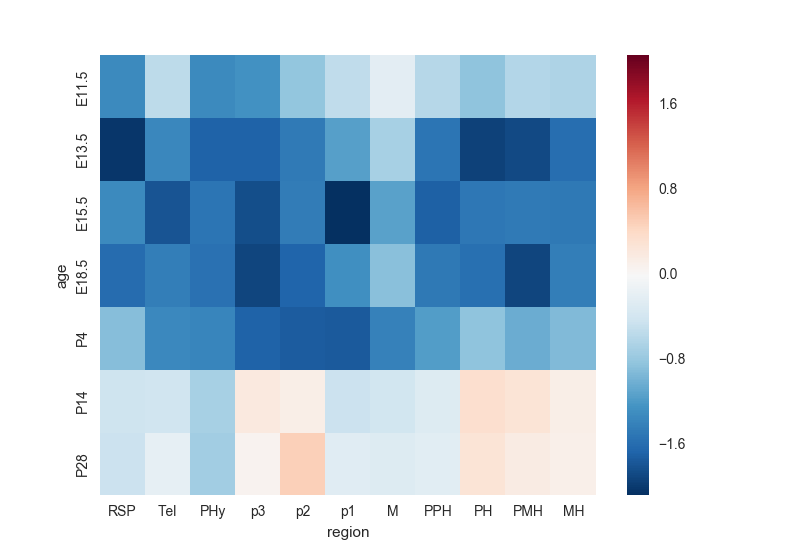 age
E11.5
E13.5
E15.5
E18.5
P4
P14
P28
RSP Tel PHy p3 p2 p1 M PPH PH PMH MH
region
1.6
0.8
0.0
−0.8
−1.6